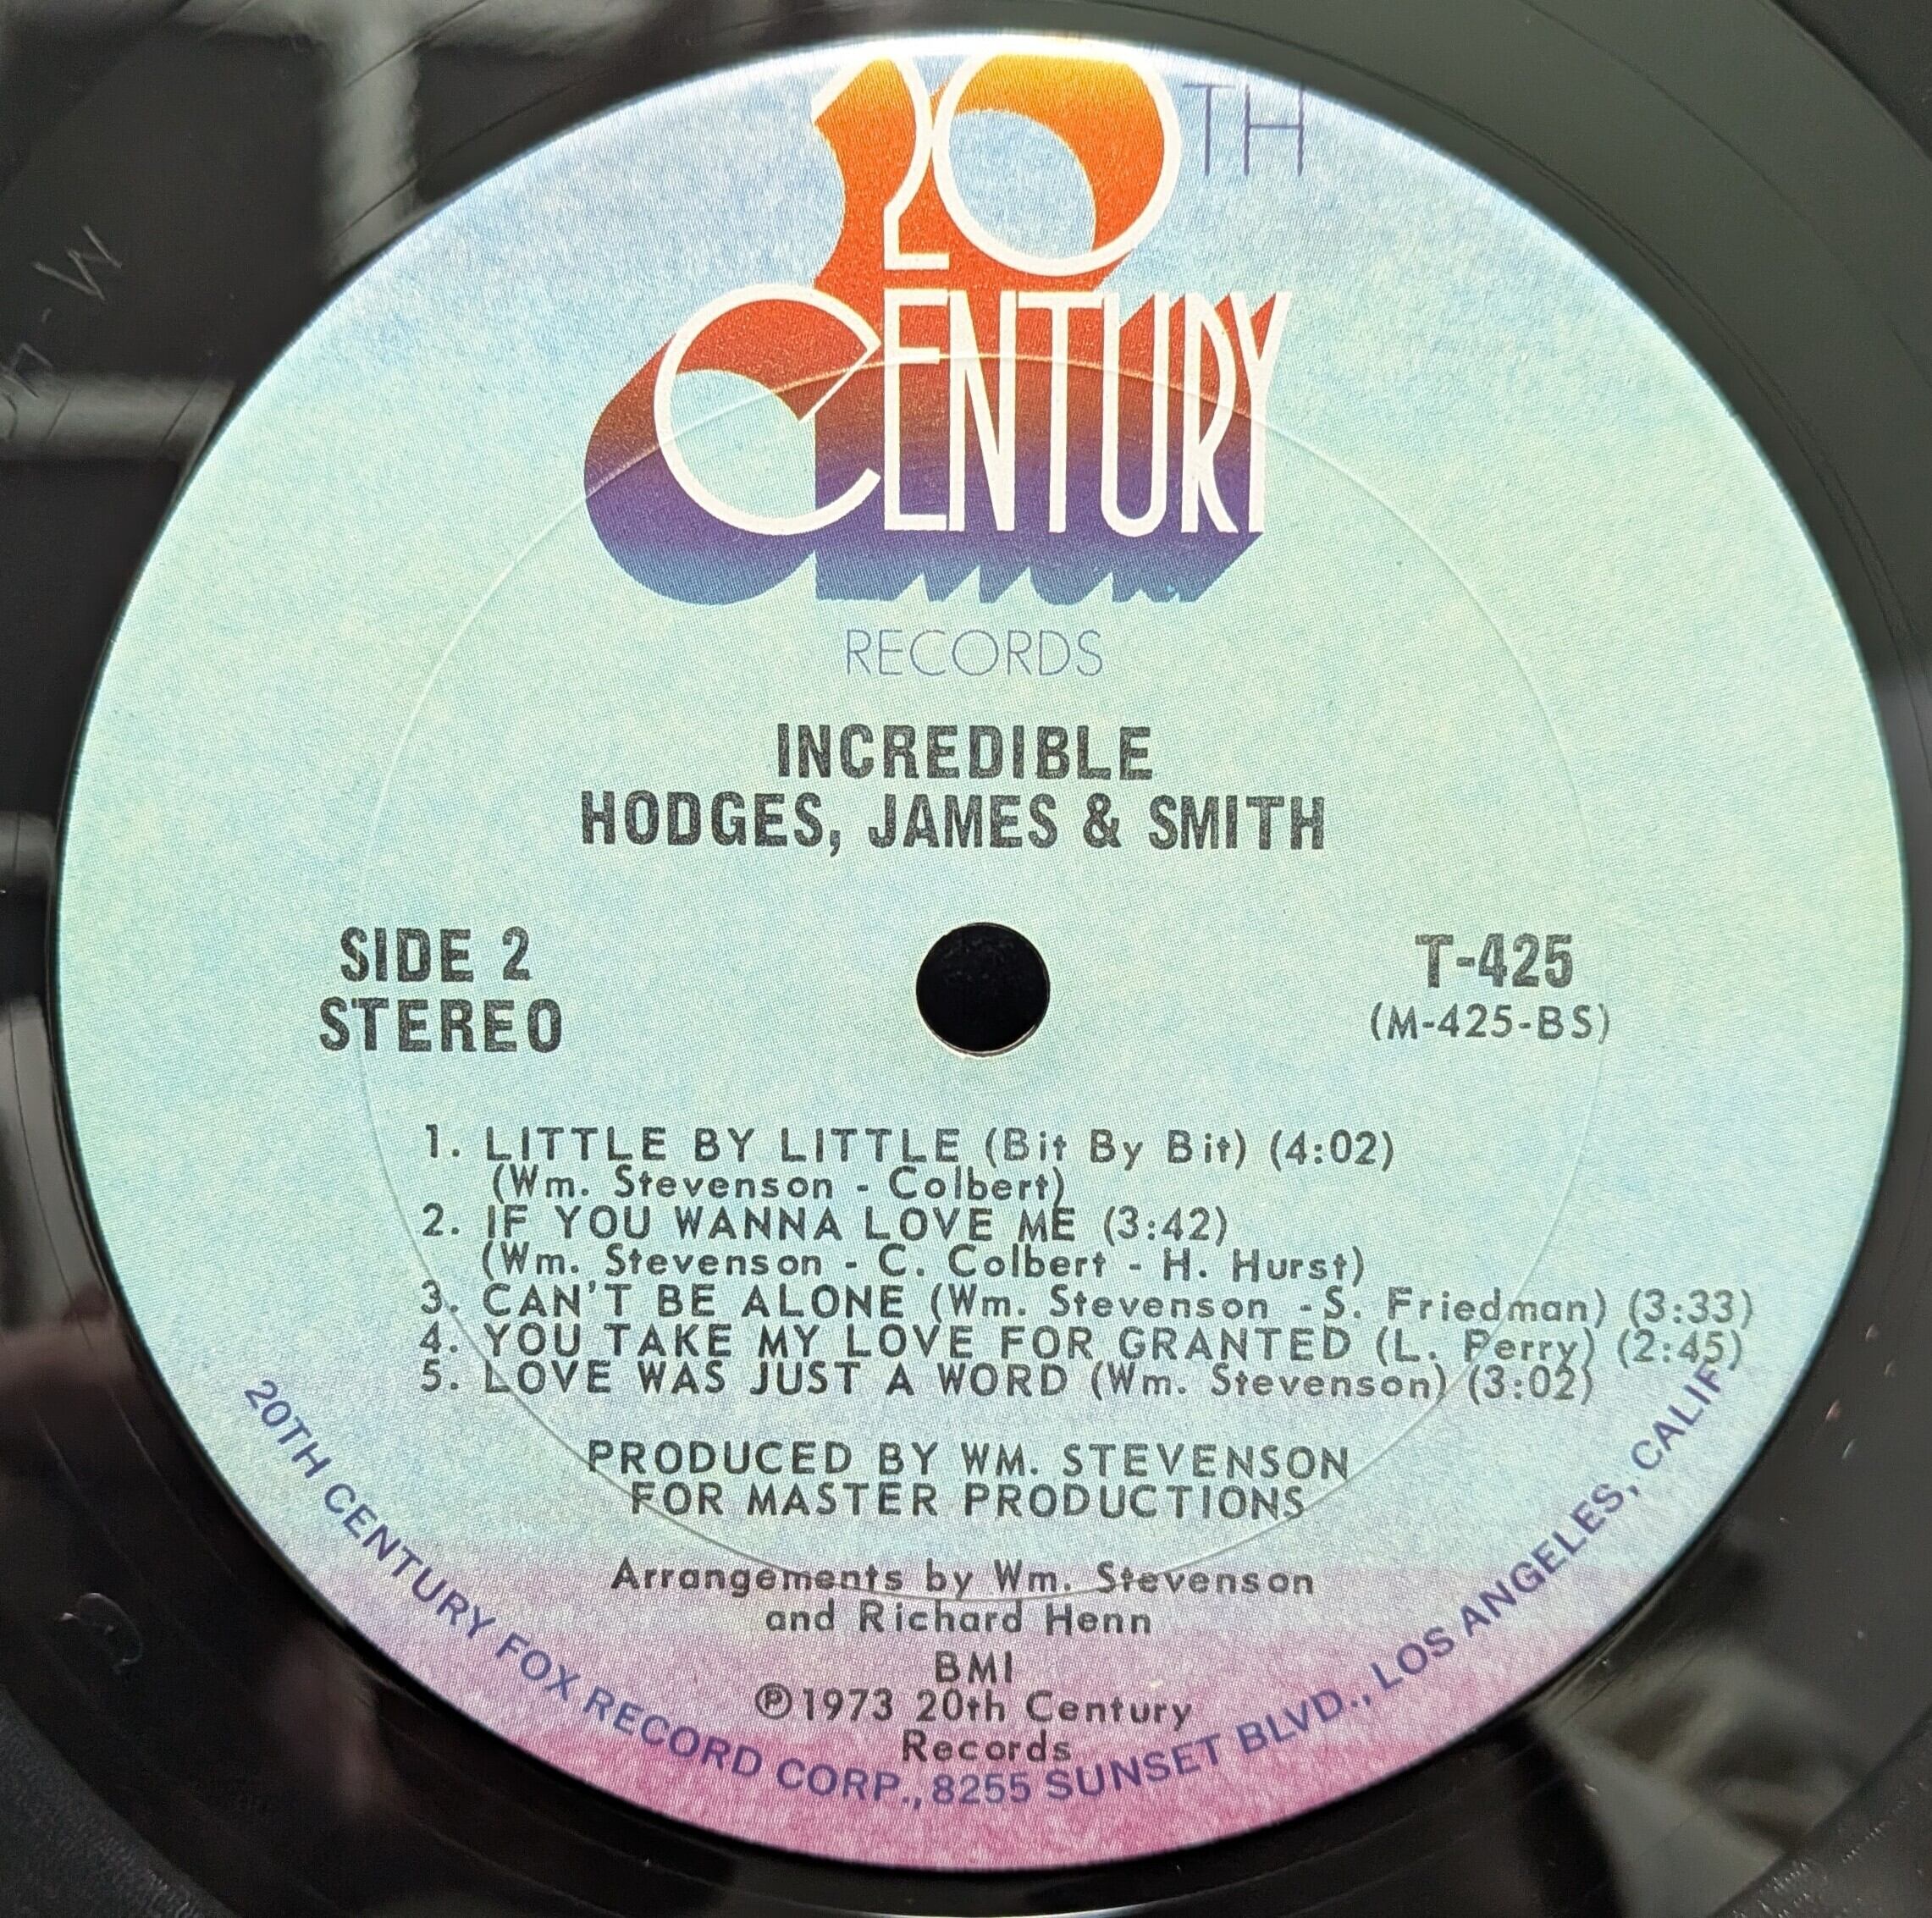 20TH
CENTURY
RECORDS
INCREDIBLE
HODGES, JAMES & SMITH
SIDE 2
STEREO
T-425
(M-425-BS)
1. LITTLE BY LITTLE (Bit By Bit) (4:02)
(Wm. Stevenson - Colbert)
2. IF YOU WANNA LOVE ME (3:42)
(Wm. Stevenson - C. Colbert - H. Hurst)
3. CAN'T BE ALONE (Wm. Stevenson -S. Friedman) (3:33)
4. YOU TAKE MY LOVE FOR GRANTED (L. Perry) (2:45)
5. LOVE WAS JUST A WORD (Wm. Stevenson) (3:02)
PRODUCED BY WM. STEVENSON
FOR MASTER PRODUCTIONS
Arrangements by Wm. Stevenson
and Richard Henn
BMI
℗1973 20th Century
Records
20TH CENTURY FOX RECORD CORP., 8255 SUNSET BLVD., LOS ANGELES, CALIF.